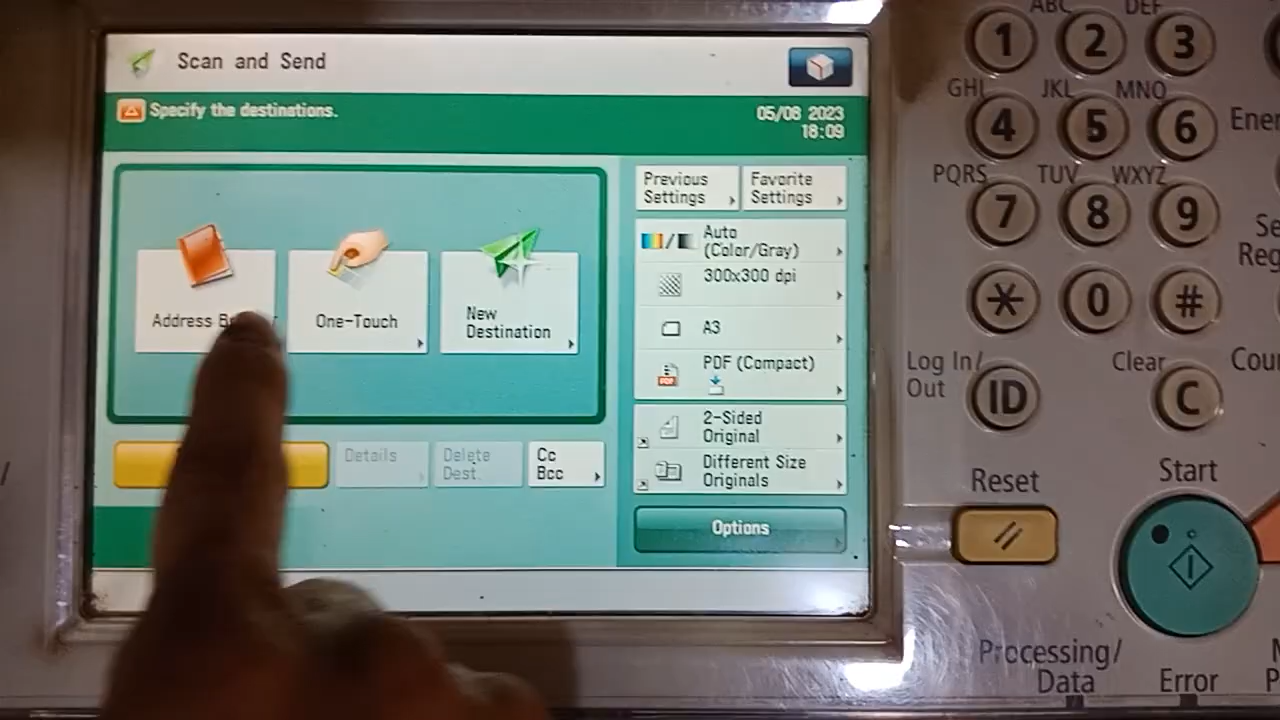 Scan and Send
Specify the destinations.
05/08 2023
18:09
Address
One-Touch
New
Destination
Details
Delete
Dest.
Cc
Bcc
Previous
Settings
Favorite
Settings
Auto
(Color/Gray)
300x300 dpi
A3
PDF
PDF (Compact)
2-Sided
Original
Different Size
Originals
Options
ABC DEF
1 2 3
GHI JKL MNO
4 5 6
PQRS TUV WXYZ
7 8 9
* 0 #
Log In/
Out
ID
Clear
C
Reset
Start
Processing/
Data
Error